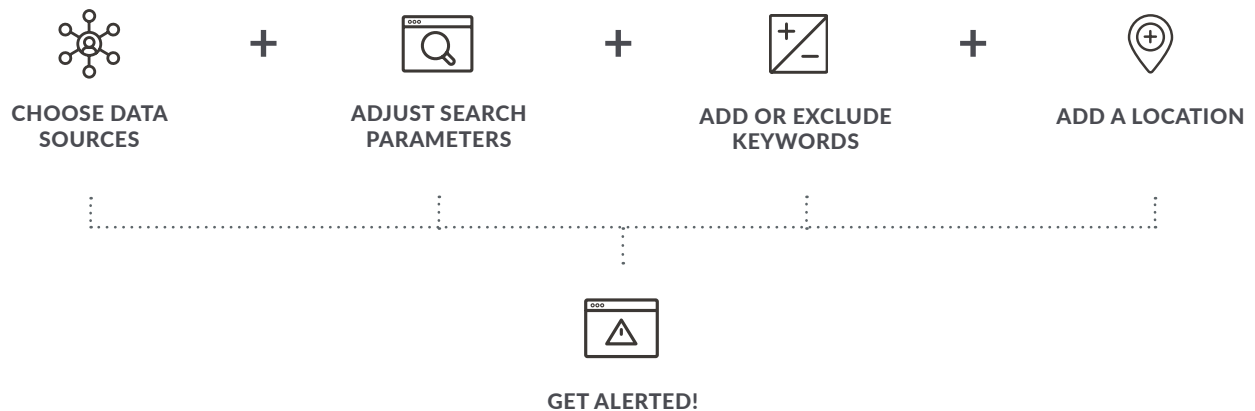 CHOOSE DATA
SOURCES
ADJUST SEARCH
PARAMETERS
ADD OR EXCLUDE
KEYWORDS
ADD A LOCATION
GET ALERTED!